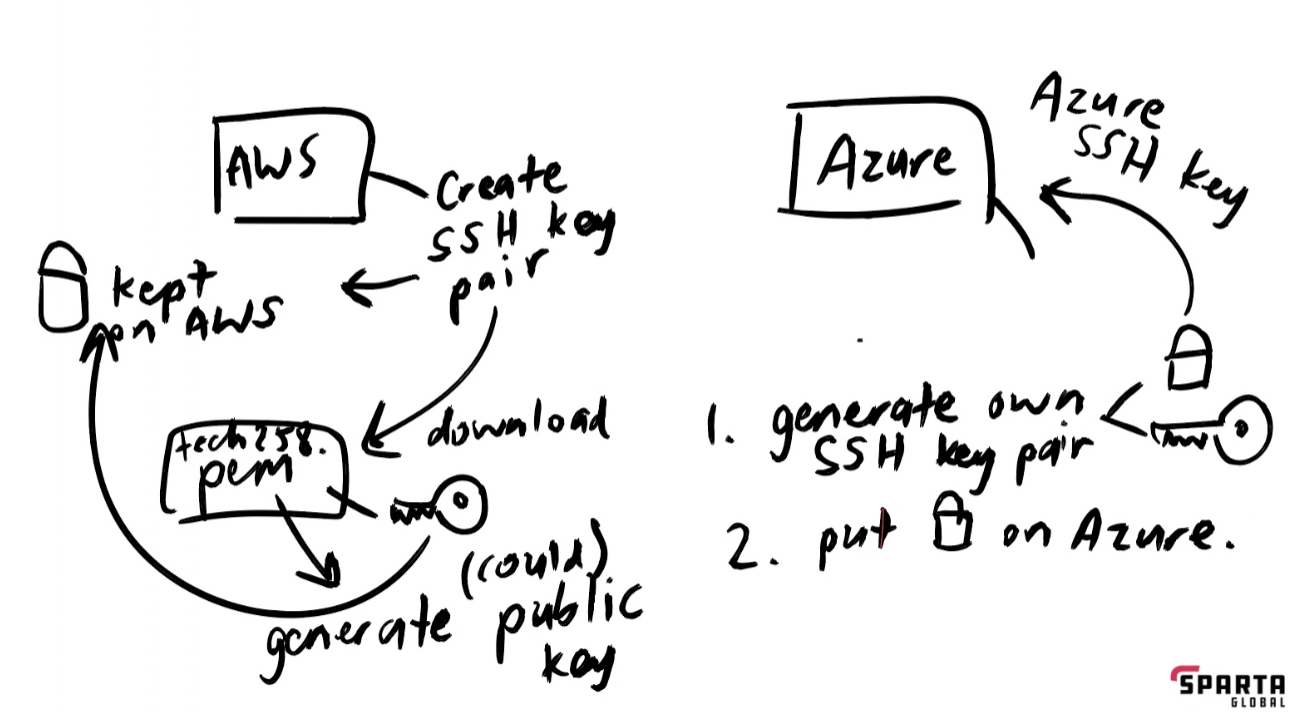 AWS
Create
SSH key
pair
kept
on AWS
download
tech258.
pem
(could)
generate public
key
Azure
Azure
SSH key
1. generate own
SSH key pair
2. put on Azure.
SPARTA
GLOBAL